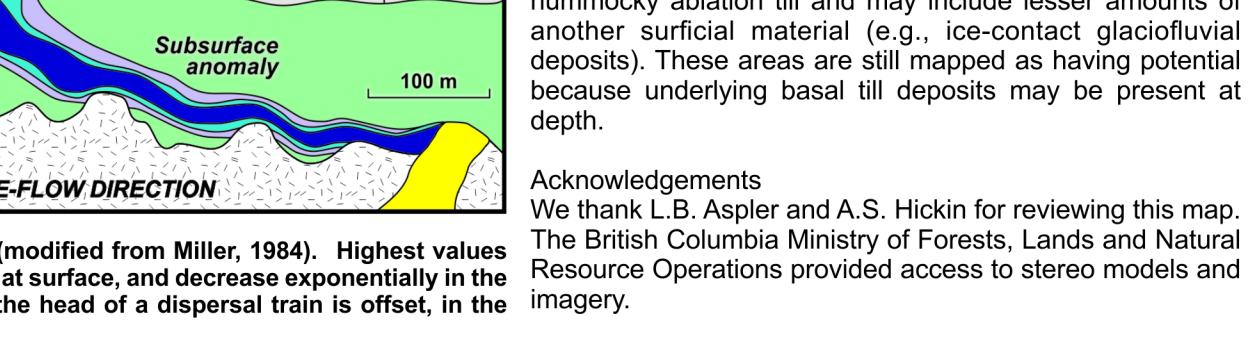 Subsurface
anomaly
100 m
E-FLOW DIRECTION
(modified from Miller, 1984). Highest values
at surface, and decrease exponentially in the
the head of a dispersal train is offset, in the
hummocky ablation till and may include lesser amounts of
another surficial material (e.g., ice-contact glaciofluvial
deposits). These areas are still mapped as having potential
because underlying basal till deposits may be present at
depth.
Acknowledgements
We thank L.B. Aspler and A.S. Hickin for reviewing this map.
The British Columbia Ministry of Forests, Lands and Natural
Resource Operations provided access to stereo models and
imagery.